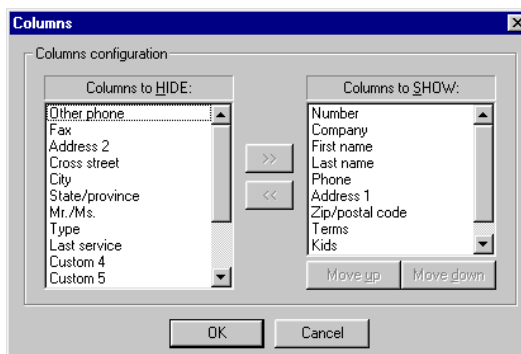 Columns
Columns configuration
Columns to HIDE:
Other phone
Fax
Address 2
Cross street
City
State/province
Mr./Ms.
Type
Last service
Custom 4
Custom 5
>>
<<
Columns to SHOW:
Number
Company
First name
Last name
Phone
Address 1
Zip/postal code
Terms
Kids
Move up
Move down
OK
Cancel